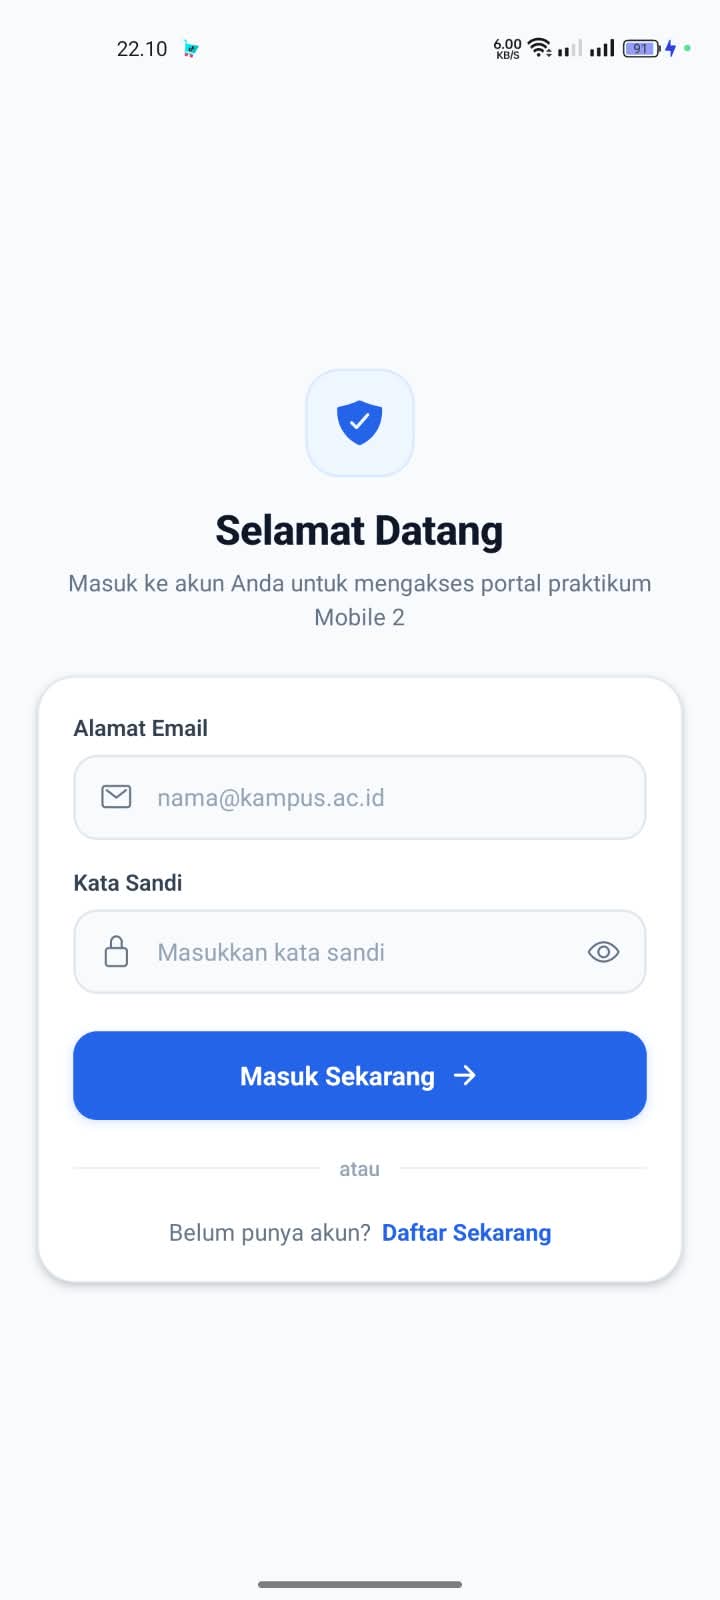 22.10
6.00
KB/S
91
Selamat Datang
Masuk ke akun Anda untuk mengakses portal praktikum
Mobile 2
Alamat Email
nama@kampus.ac.id
Kata Sandi
Masukkan kata sandi
Masuk Sekarang
atau
Belum punya akun? Daftar Sekarang